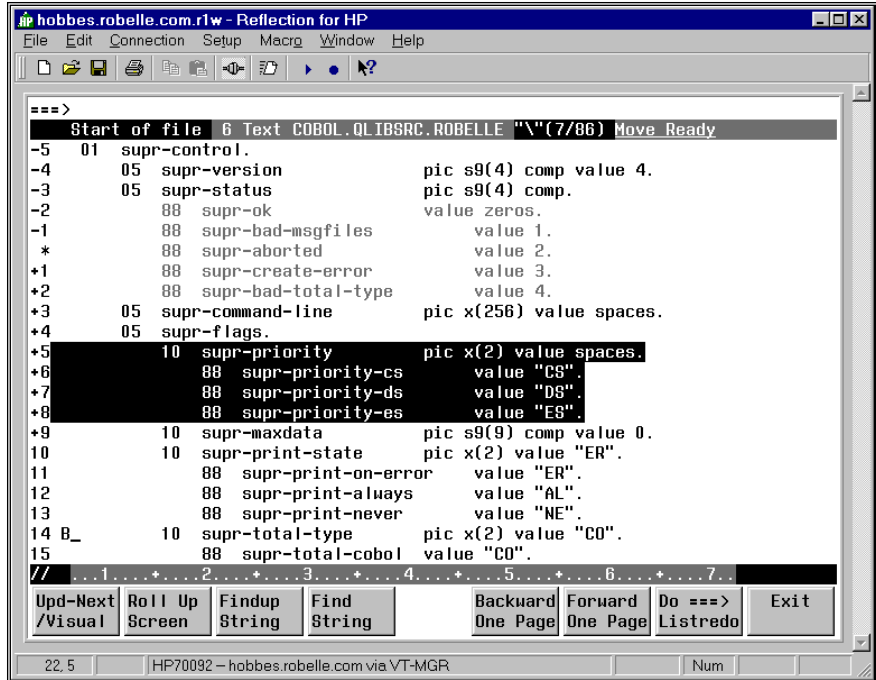 hobbes.robelle.com.r1w - Reflection for HP
File Edit Connection Setup Macro Window Help
===>
Start of file 6 Text COBOL.QLIBSRC.ROBELLE "\"(7/86) Move Ready
-5 01 supr-control.
-4 05 supr-version pic s9(4) comp value 4.
-3 05 supr-status pic s9(4) comp.
-2 88 supr-ok value zeros.
-1 88 supr-bad-msgfiles value 1.
* 88 supr-aborted value 2.
+1 88 supr-create-error value 3.
+2 88 supr-bad-total-type value 4.
+3 05 supr-command-line pic x(256) value spaces.
+4 05 supr-flags.
+5 10 supr-priority pic x(2) value spaces.
+6 88 supr-priority-cs value "CS".
+7 88 supr-priority-ds value "DS".
+8 88 supr-priority-es value "ES".
+9 10 supr-maxdata pic s9(9) comp value 0.
10 10 supr-print-state pic x(2) value "ER".
11 88 supr-print-on-error value "ER".
12 88 supr-print-always value "AL".
13 88 supr-print-never value "NE".
14 B_ 10 supr-total-type pic x(2) value "CO".
15 88 supr-total-cobol value "CO".
// ...1....+....2....+....3....+....4....+....5....+....6....+....7..
Upd-Next Roll Up Findup Find Backward Forward Do ===> Exit
/Visual Screen String String One Page One Page Listredo
22, 5 HP70092 – hobbes.robelle.com via VT-MGR Num